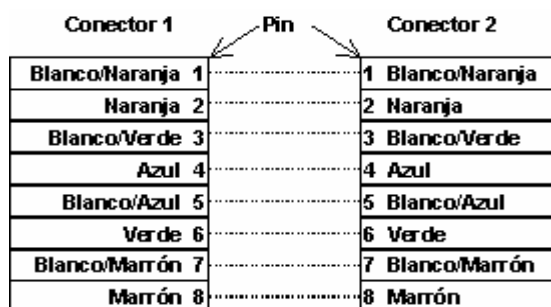 Conector 1 Pin Conector 2
Blanco/Naranja 1 1 Blanco/Naranja
Naranja 2 2 Naranja
Blanco/Verde 3 3 Blanco/Verde
Azul 4 4 Azul
Blanco/Azul 5 5 Blanco/Azul
Verde 6 6 Verde
Blanco/Marrón 7 7 Blanco/Marrón
Marrón 8 8 Marrón